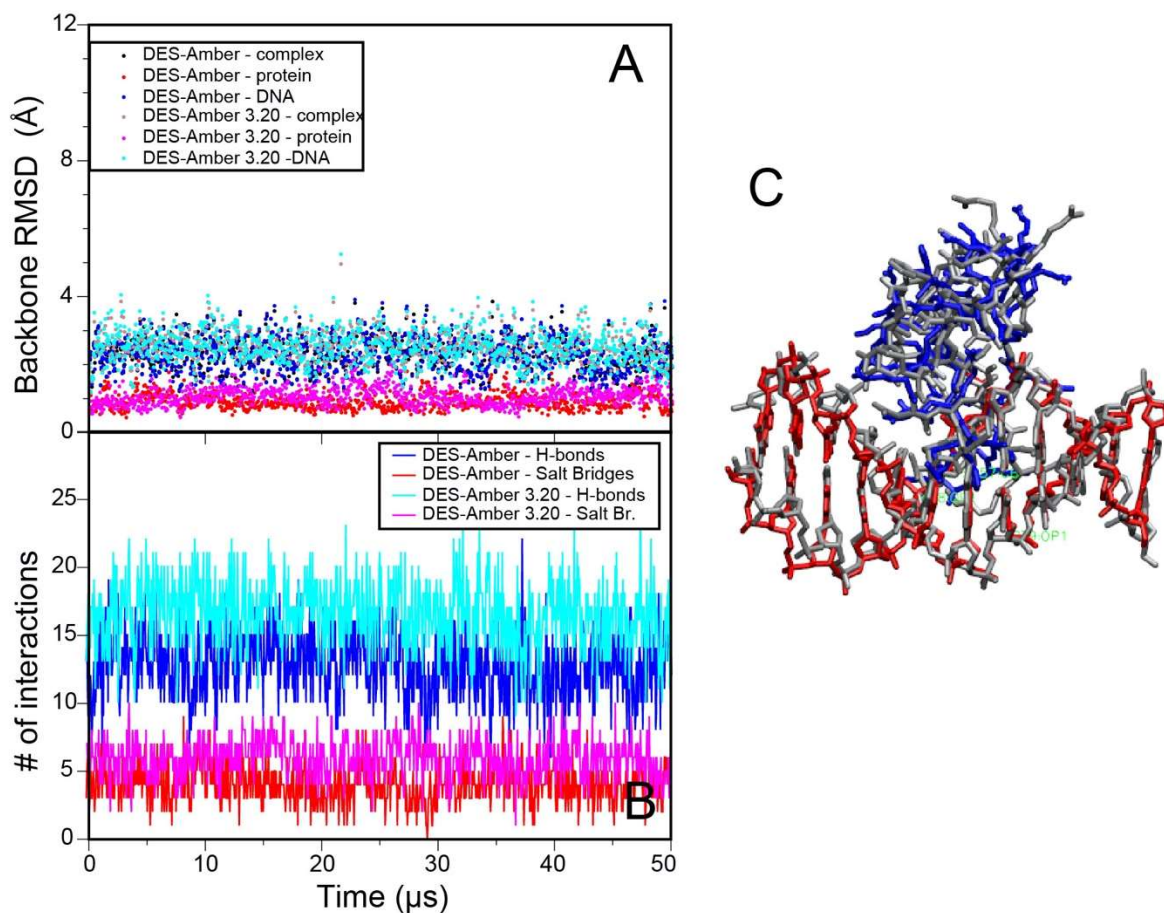 12
DES-Amber - complex
DES-Amber - protein
DES-Amber - DNA
DES-Amber 3.20 - complex
DES-Amber 3.20 - protein
DES-Amber 3.20 -DNA
A
8
Backbone RMSD (Å)
4
0
C
DES-Amber - H-bonds
DES-Amber - Salt Bridges
DES-Amber 3.20 - H-bonds
DES-Amber 3.20 - Salt Br.
25
20
15
# of interactions
10
5
0
B
0 10 20 30 40 50
Time (µs)
OP1